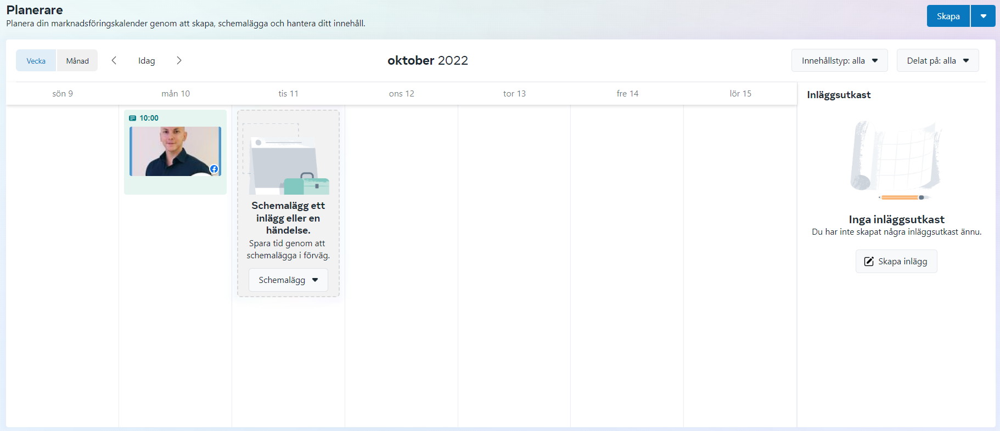 Planerare
Planera din marknadsföringskalender genom att skapa, schemalägga och hantera ditt innehåll.
Skapa
Vecka
Månad
Idag
oktober 2022
Innehållstyp: alla
Delat på: alla
sön 9
mån 10
tis 11
ons 12
tor 13
fre 14
lör 15
Inläggsutkast
10:00
Schemalägg ett
inlägg eller en
händelse.
Spara tid genom att
schemalägga i förväg.
Schemalägg
Inga inläggsutkast
Du har inte skapat några inläggsutkast ännu.
Skapa inlägg